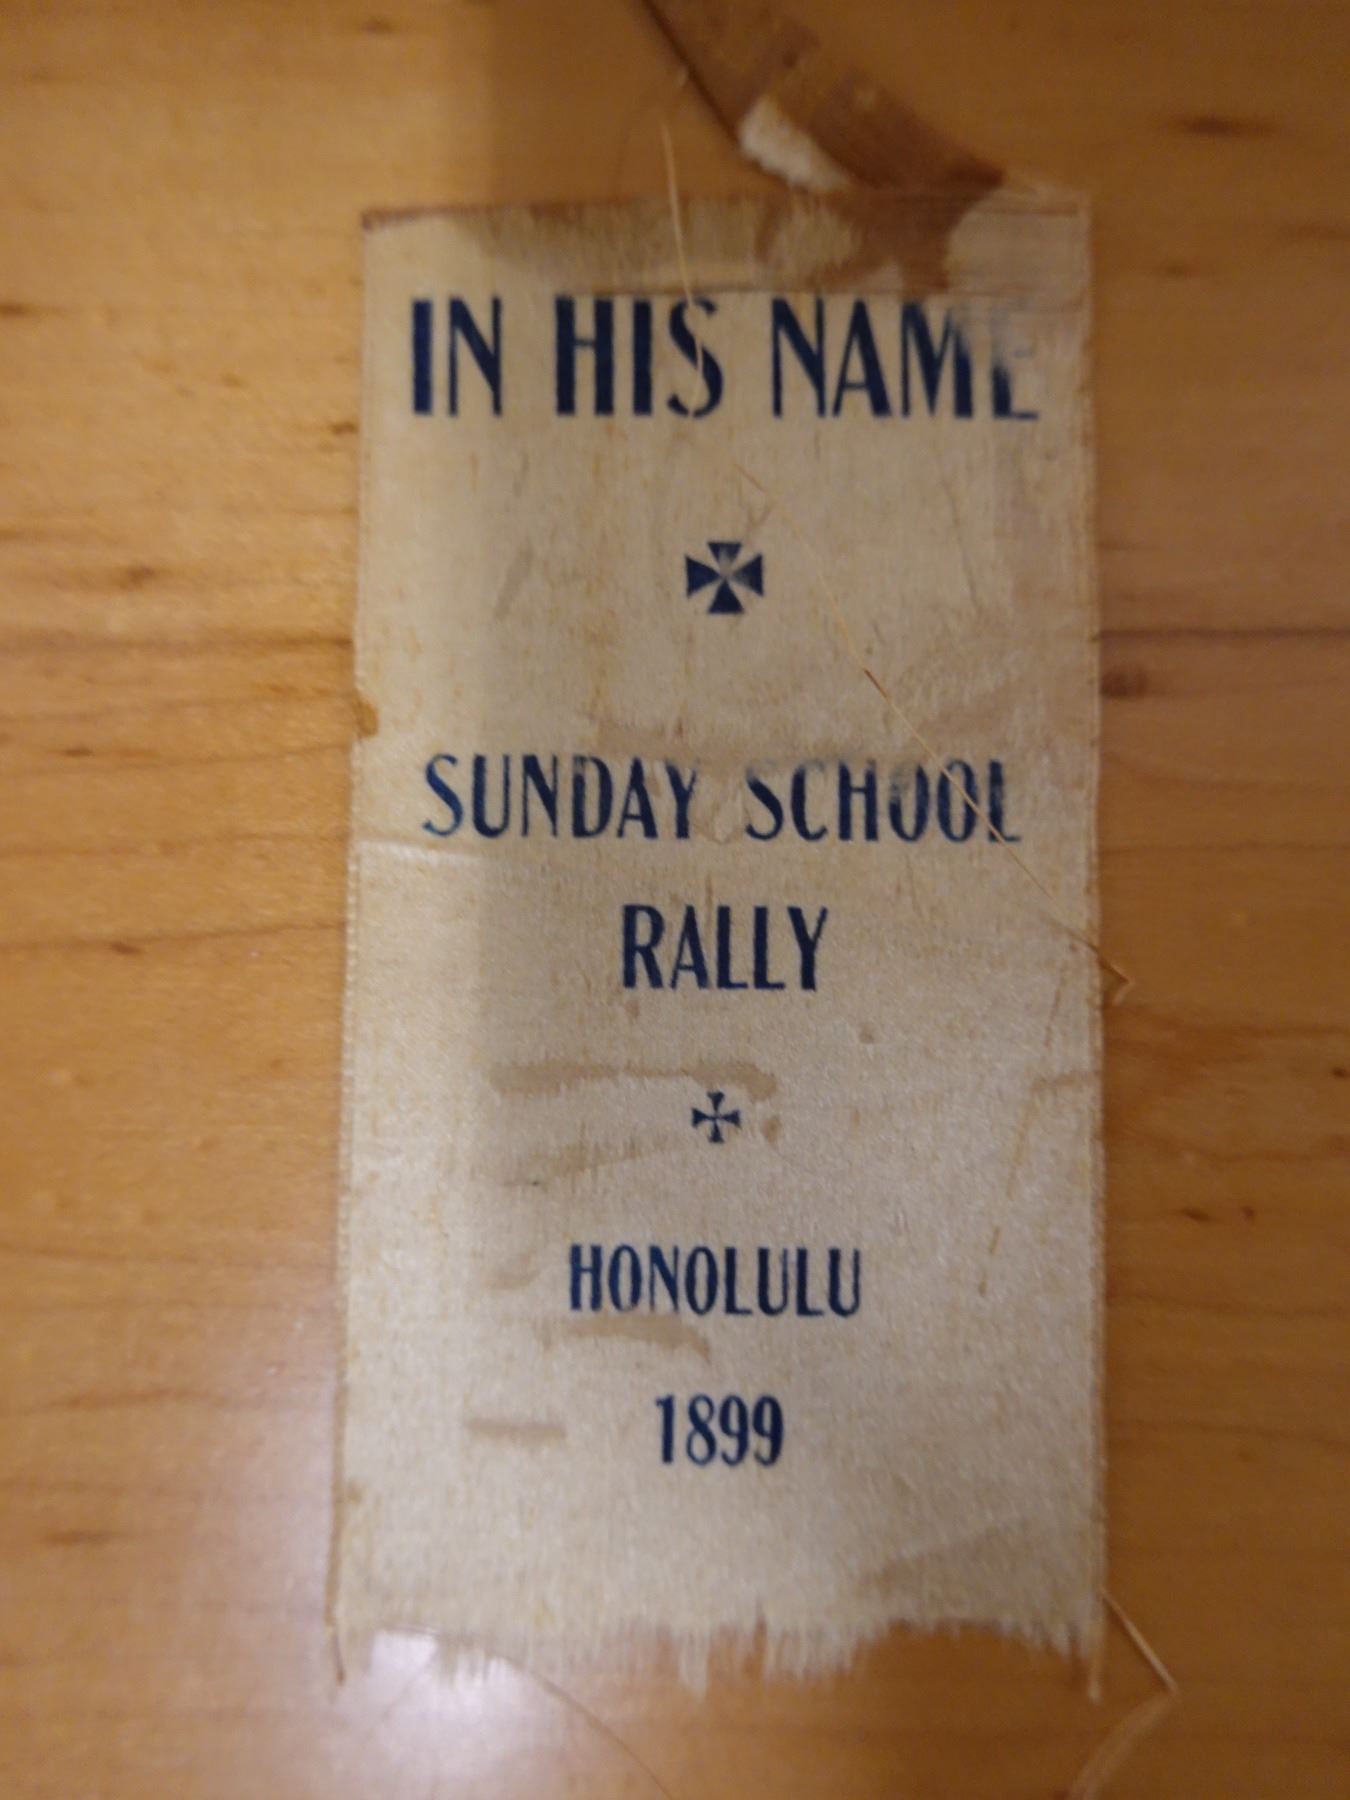 IN HIS NAME
SUNDAY SCHOOL
RALLY
HONOLULU
1899